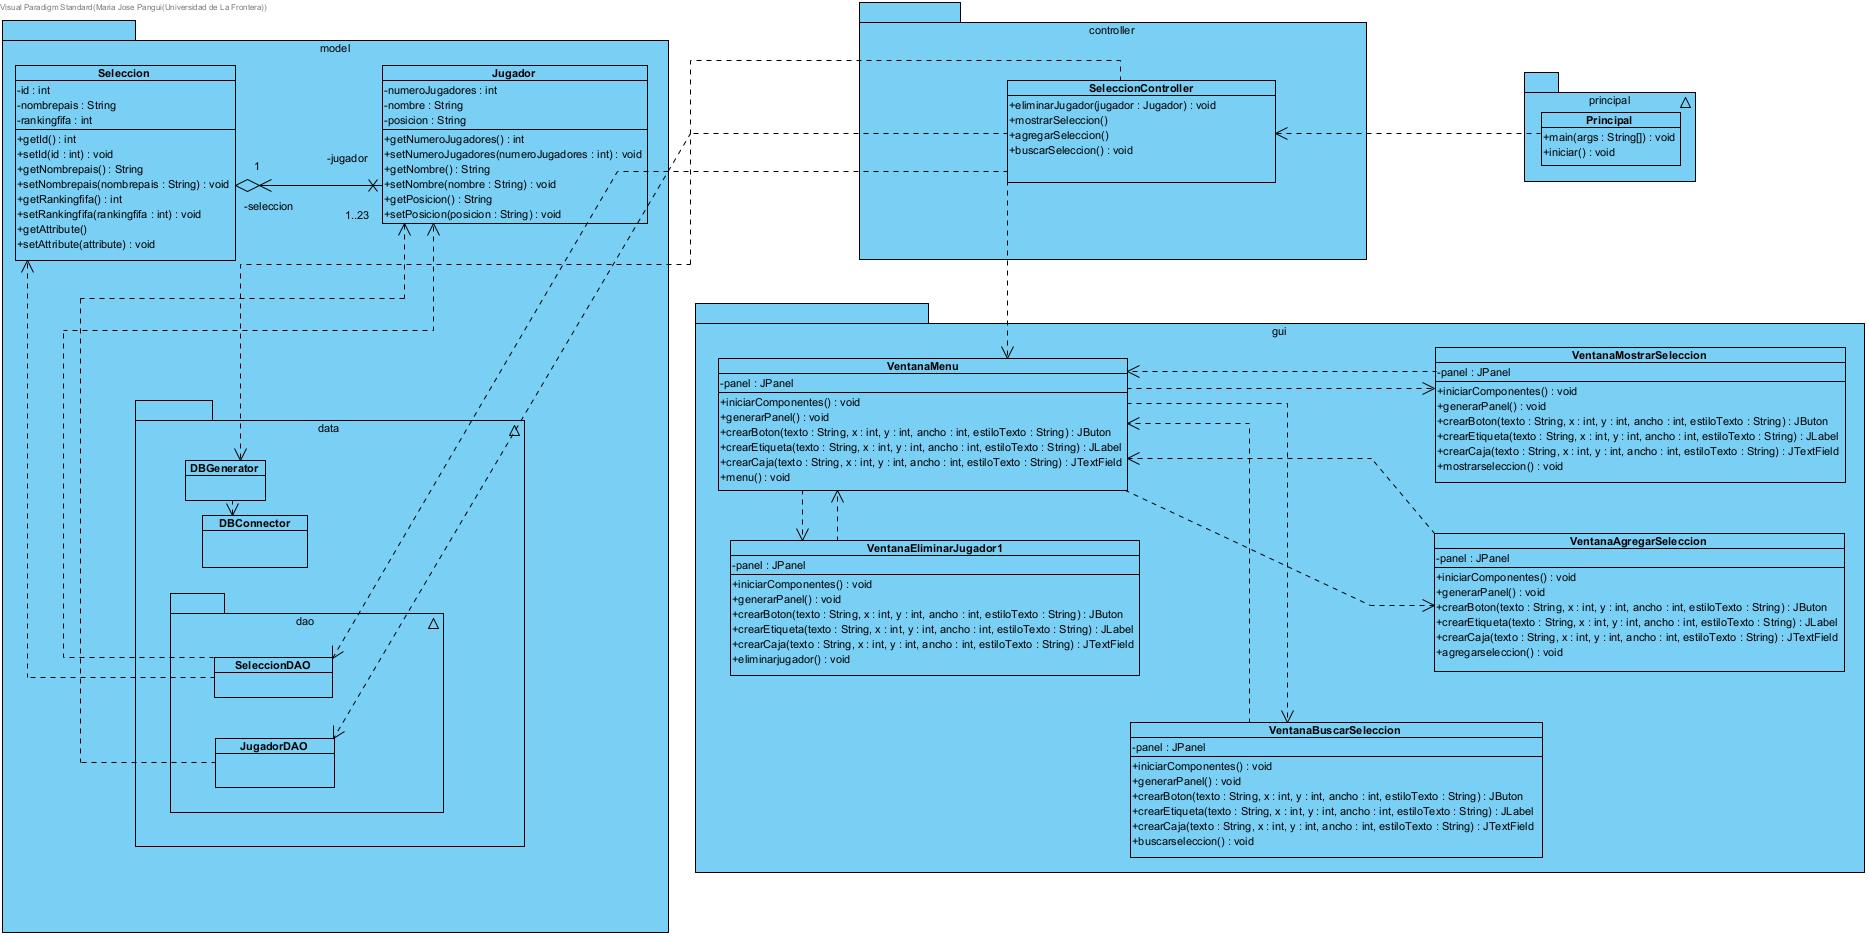 Visual Paradigm Standard(Maria Jose Pangui(Universidad de La Frontera))
model
Seleccion
-id : int
-nombrepais : String
-rankingfifa : int
+getId() : int
+setId(id : int) : void
+getNombrepais() : String
+setNombrepais(nombrepais : String) : void
+getRankingfifa() : int
+setRankingfifa(rankingfifa : int) : void
+getAttribute()
+setAttribute(attribute) : void
1
-seleccion
-jugador
1..23
Jugador
-numeroJugadores : int
-nombre : String
-posicion : String
+getNumeroJugadores() : int
+setNumeroJugadores(numeroJugadores : int) : void
+getNombre() : String
+setNombre(nombre : String) : void
+getPosicion() : String
+setPosicion(posicion : String) : void
data
DBGenerator
DBConnector
dao
SeleccionDAO
JugadorDAO
controller
SeleccionController
+eliminarJugador(jugador : Jugador) : void
+mostrarSeleccion()
+agregarSeleccion()
+buscarSeleccion() : void
principal
Principal
+main(args : String[]) : void
+iniciar() : void
gui
VentanaMenu
-panel : JPanel
+iniciarComponentes() : void
+generarPanel() : void
+crearBoton(texto : String, x : int, y : int, ancho : int, estiloTexto : String) : JButon
+crearEtiqueta(texto : String, x : int, y : int, ancho : int, estiloTexto : String) : JLabel
+crearCaja(texto : String, x : int, y : int, ancho : int, estiloTexto : String) : JTextField
+menu() : void
VentanaMostrarSeleccion
-panel : JPanel
+iniciarComponentes() : void
+generarPanel() : void
+crearBoton(texto : String, x : int, y : int, ancho : int, estiloTexto : String) : JButon
+crearEtiqueta(texto : String, x : int, y : int, ancho : int, estiloTexto : String) : JLabel
+crearCaja(texto : String, x : int, y : int, ancho : int, estiloTexto : String) : JTextField
+mostrarseleccion() : void
VentanaEliminarJugador1
-panel : JPanel
+iniciarComponentes() : void
+generarPanel() : void
+crearBoton(texto : String, x : int, y : int, ancho : int, estiloTexto : String) : JButon
+crearEtiqueta(texto : String, x : int, y : int, ancho : int, estiloTexto : String) : JLabel
+crearCaja(texto : String, x : int, y : int, ancho : int, estiloTexto : String) : JTextField
+eliminarjugador() : void
VentanaAgregarSeleccion
-panel : JPanel
+iniciarComponentes() : void
+generarPanel() : void
+crearBoton(texto : String, x : int, y : int, ancho : int, estiloTexto : String) : JButon
+crearEtiqueta(texto : String, x : int, y : int, ancho : int, estiloTexto : String) : JLabel
+crearCaja(texto : String, x : int, y : int, ancho : int, estiloTexto : String) : JTextField
+agregarseleccion() : void
VentanaBuscarSeleccion
-panel : JPanel
+iniciarComponentes() : void
+generarPanel() : void
+crearBoton(texto : String, x : int, y : int, ancho : int, estiloTexto : String) : JButon
+crearEtiqueta(texto : String, x : int, y : int, ancho : int, estiloTexto : String) : JLabel
+crearCaja(texto : String, x : int, y : int, ancho : int, estiloTexto : String) : JTextField
+buscarseleccion() : void